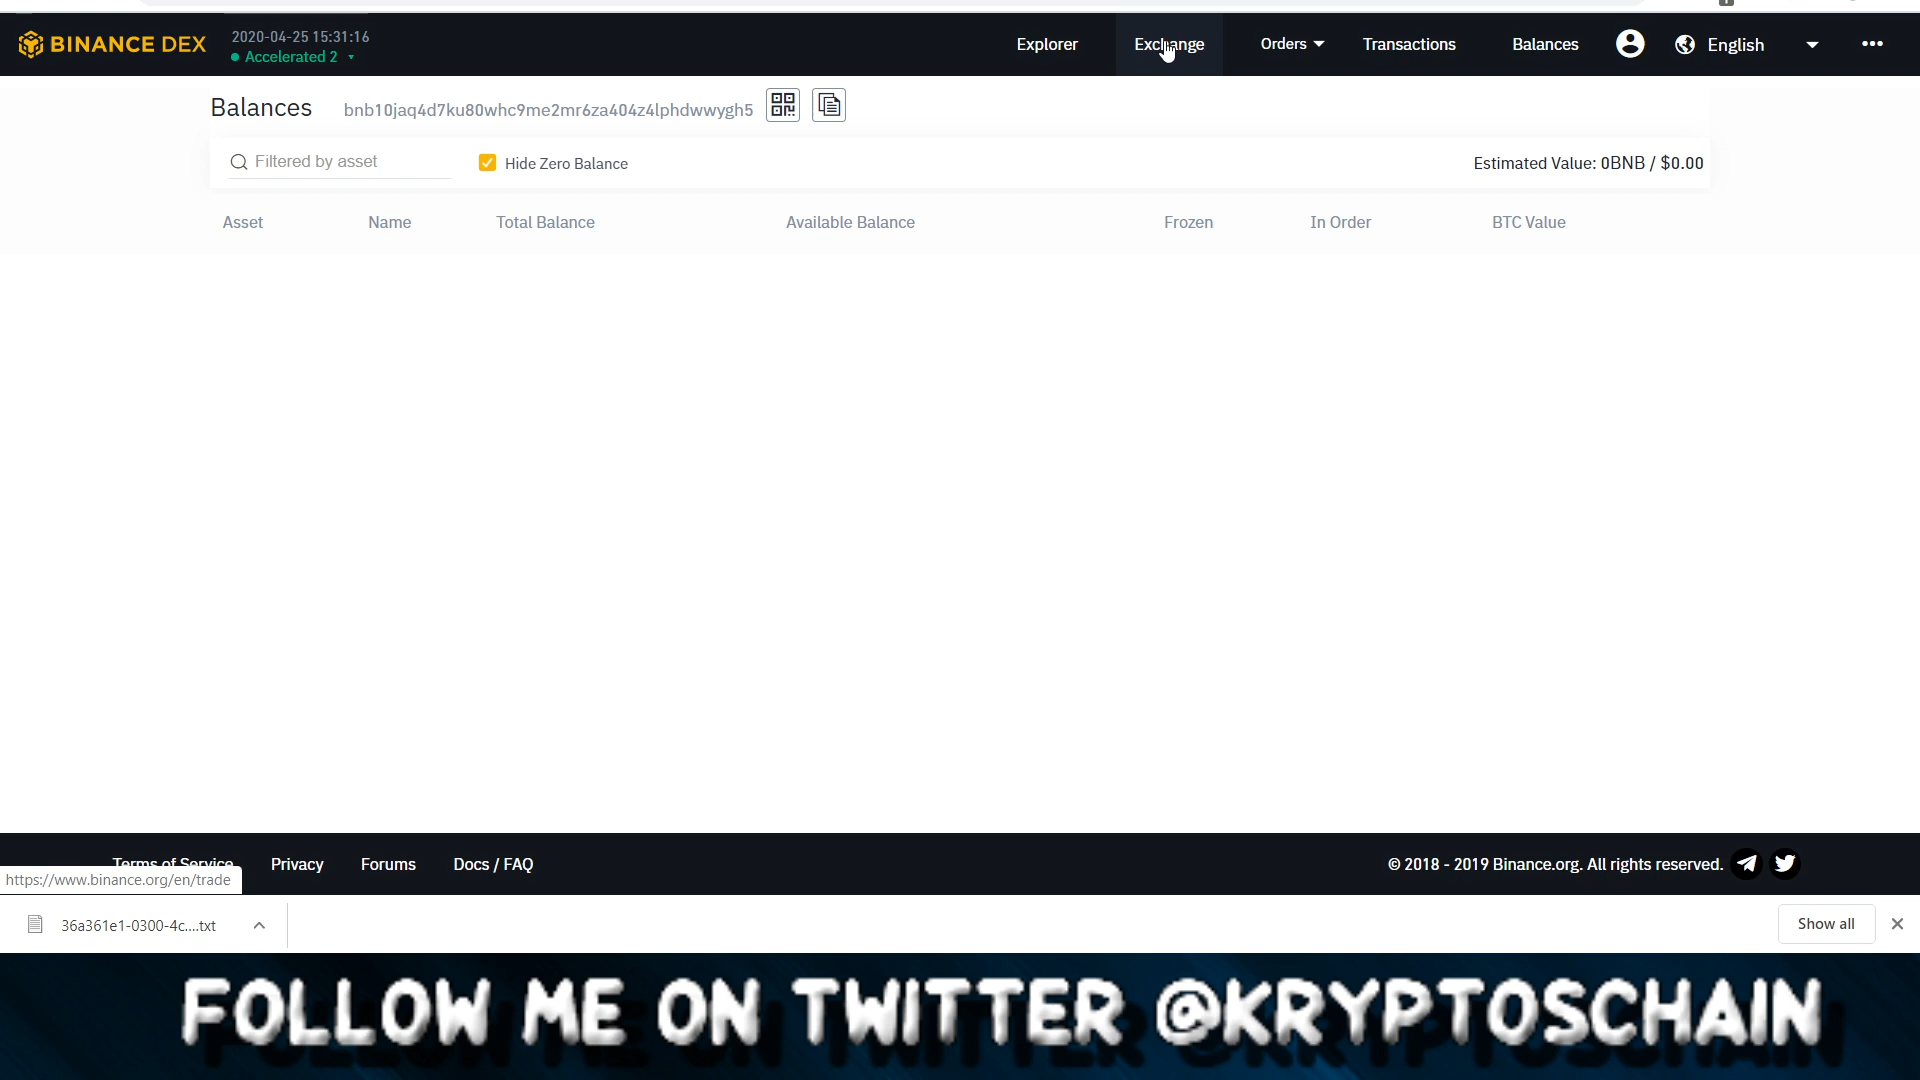 BINANCE DEX
2020-04-25 15:31:16
Accelerated 2
Explorer
Exchange
Orders
Transactions
Balances
English
Balances
bnb10jaq4d7ku80whc9me2mr6za404z4lphdwwygh5
Filtered by asset
Hide Zero Balance
Estimated Value: 0BNB / $0.00
Asset
Name
Total Balance
Available Balance
Frozen
In Order
BTC Value
Terms of Service
Privacy
Forums
Docs / FAQ
© 2018 - 2019 Binance.org. All rights reserved.
https://www.binance.org/en/trade
36a361e1-0300-4c....txt
Show all
FOLLOW ME ON TWITTER @KRYPTOSCHAIN